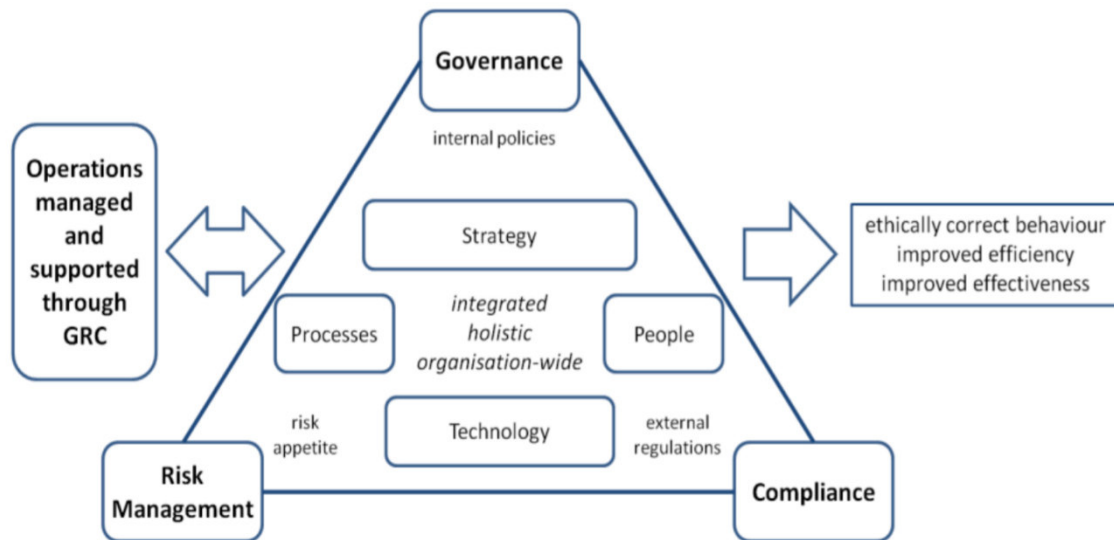 Governance
internal policies
Operations
managed
and
supported
through
GRC
Strategy
ethically correct behaviour
improved efficiency
improved effectiveness
Processes
integrated
holistic
organisation-wide
People
risk
appetite
Technology
external
regulations
Risk
Management
Compliance